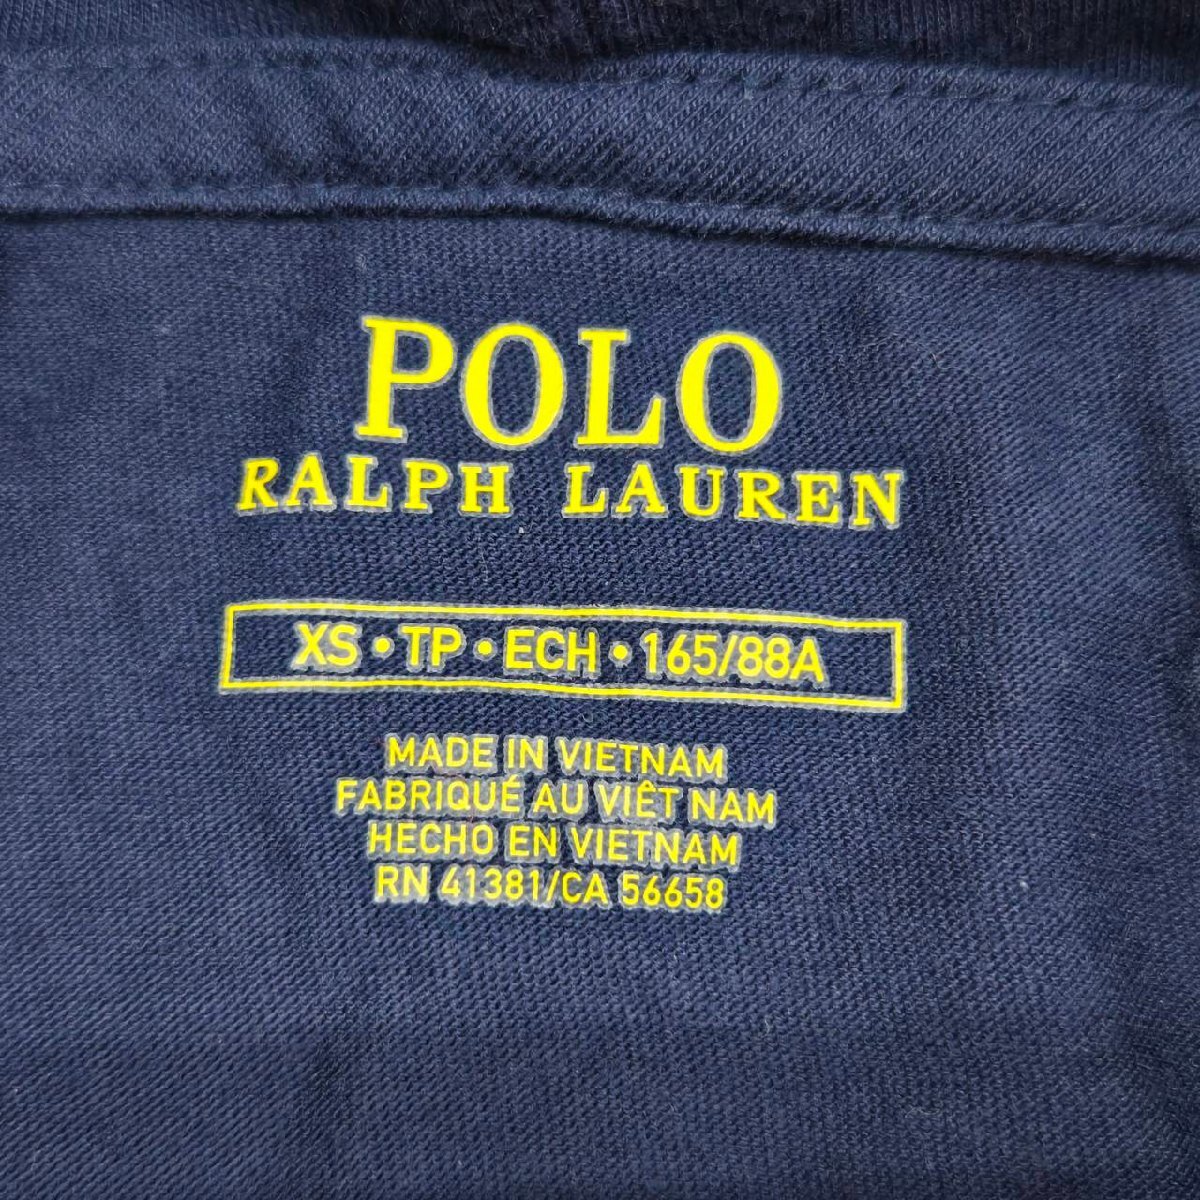 POLO
RALPH LAUREN
XS • TP • ECH • 165/88A
MADE IN VIETNAM
FABRIQUÉ AU VIÊT NAM
HECHO EN VIETNAM
RN 41381/CA 56658